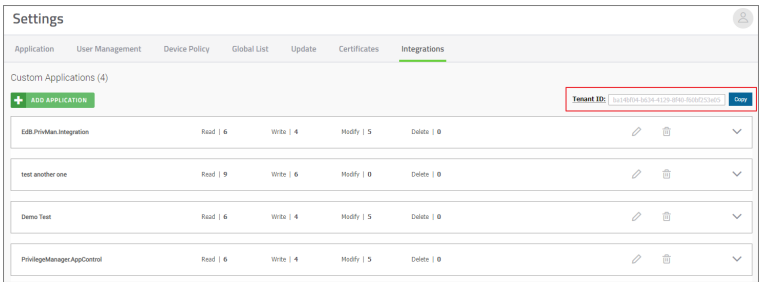 Settings
Application User Management Device Policy Global List Update Certificates Integrations
Custom Applications (4)
ADD APPLICATION
Tenant ID: Copy
EdB.PrivMan.Integration Read | 6 Write | 4 Modify | 5 Delete | 0
test another one Read | 9 Write | 6 Modify | 0 Delete | 0
Demo Test Read | 6 Write | 4 Modify | 5 Delete | 0
PrivilegeManager.AppControl Read | 6 Write | 4 Modify | 5 Delete | 0